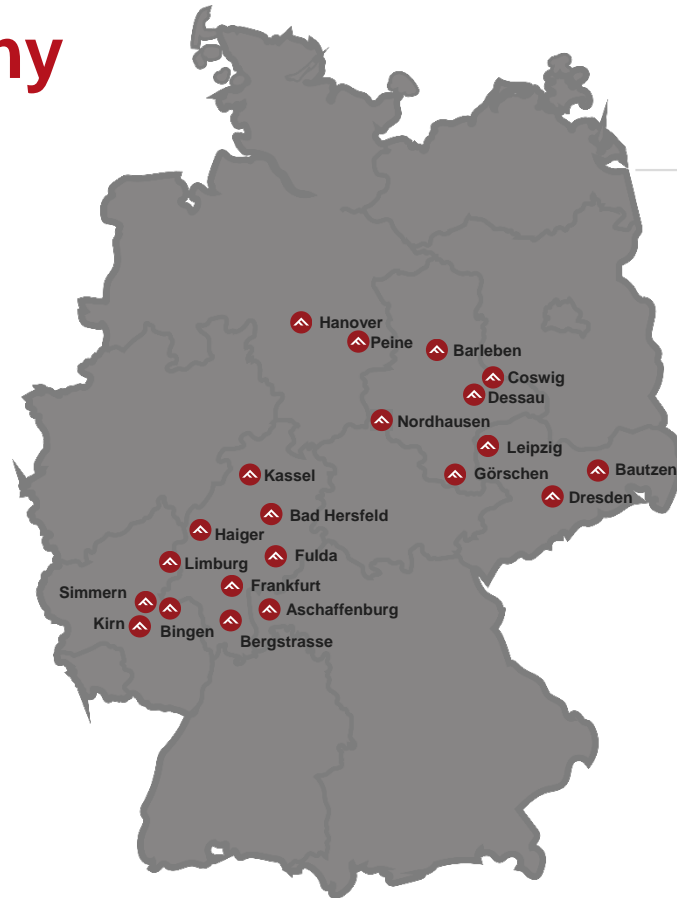 ny
Hanover
Peine
Barleben
Coswig
Dessau
Nordhausen
Leipzig
Görschen
Bautzen
Dresden
Kassel
Bad Hersfeld
Haiger
Fulda
Limburg
Frankfurt
Simmern
Aschaffenburg
Kirn
Bingen
Bergstrasse